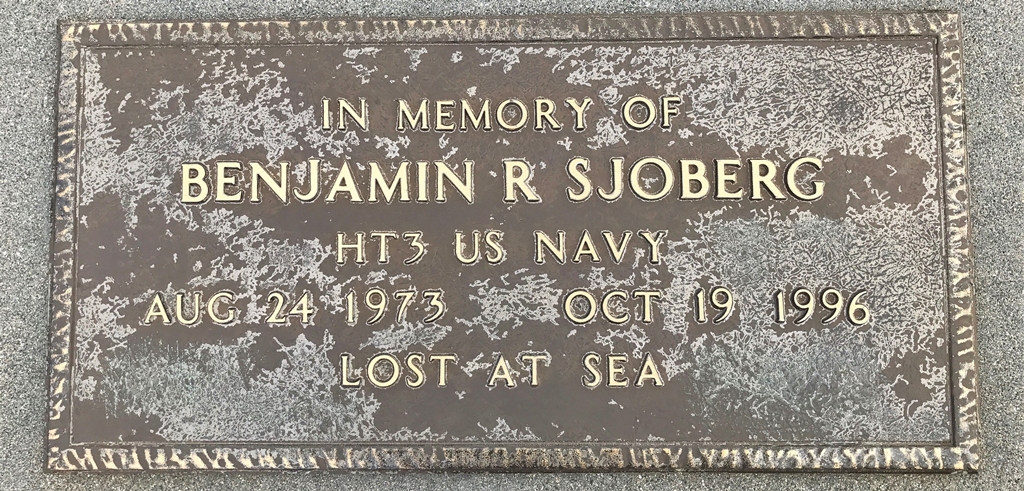 IN MEMORY OF
BENJAMIN R SJOBERG
HT3 US NAVY
AUG 24 1973 OCT 19 1996
LOST AT SEA